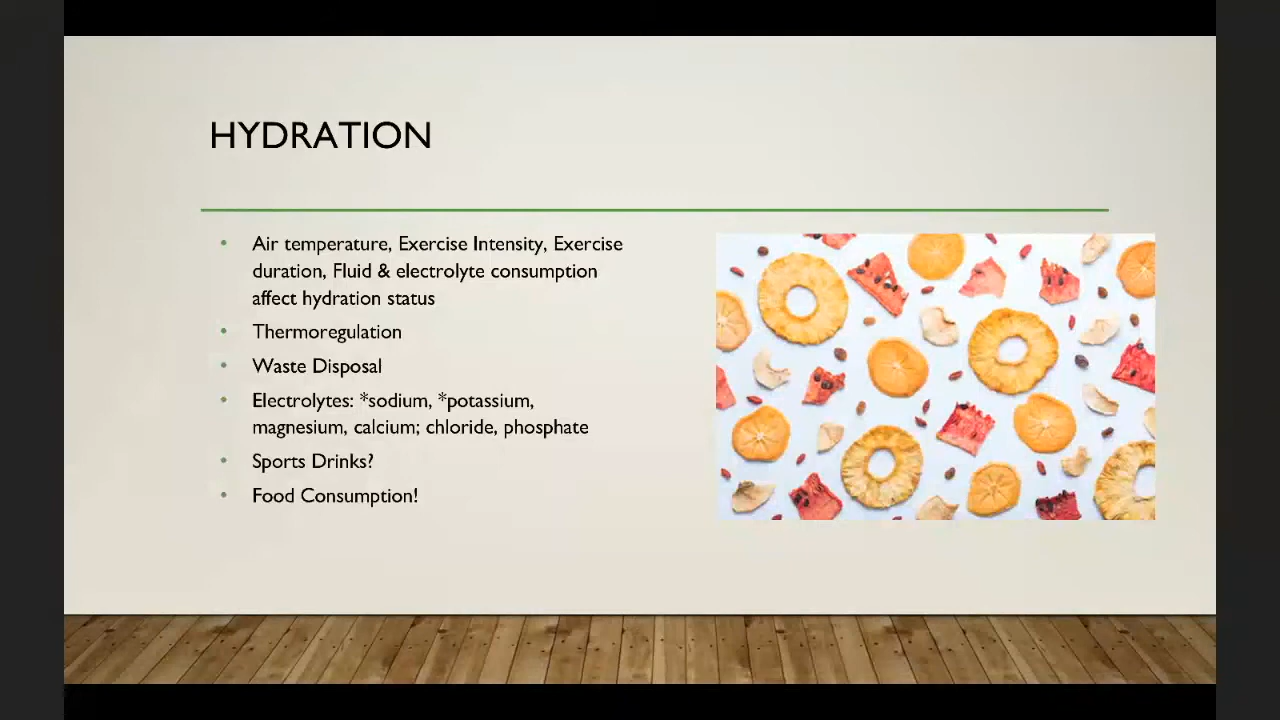 HYDRATION
• Air temperature, Exercise Intensity, Exercise
duration, Fluid & electrolyte consumption
affect hydration status
• Thermoregulation
• Waste Disposal
• Electrolytes: *sodium, *potassium,
magnesium, calcium; chloride, phosphate
• Sports Drinks?
• Food Consumption!